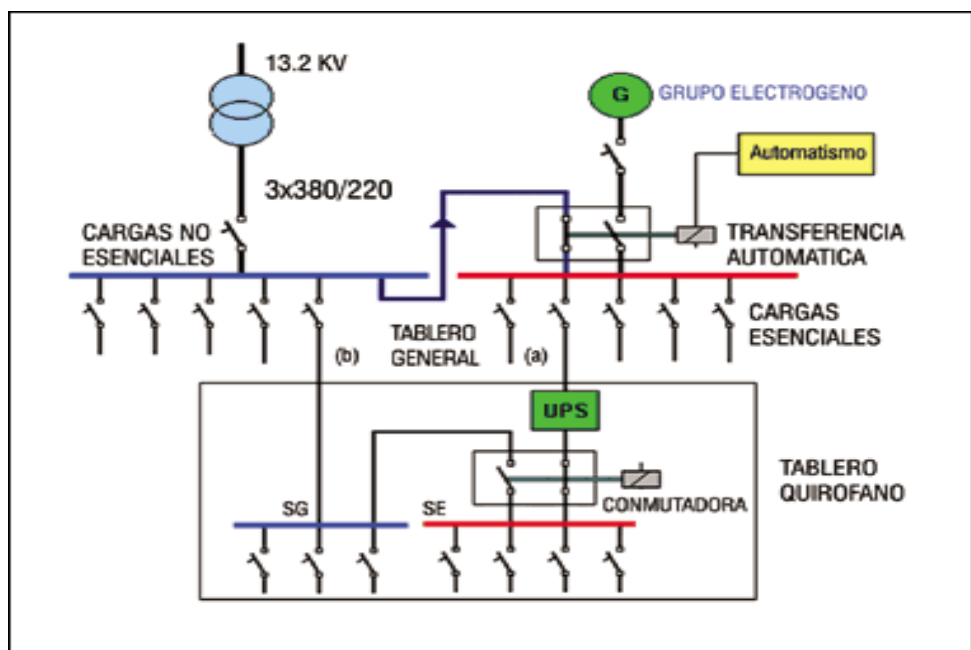 13.2 KV
G
GRUPO ELECTROGENO
Automatismo
3x380/220
CARGAS NO
ESENCIALES
TRANSFERENCIA
AUTOMATICA
TABLERO
GENERAL
(b)
(a)
CARGAS
ESENCIALES
UPS
TABLERO
QUIROFANO
SG
SE
CONMUTADORA